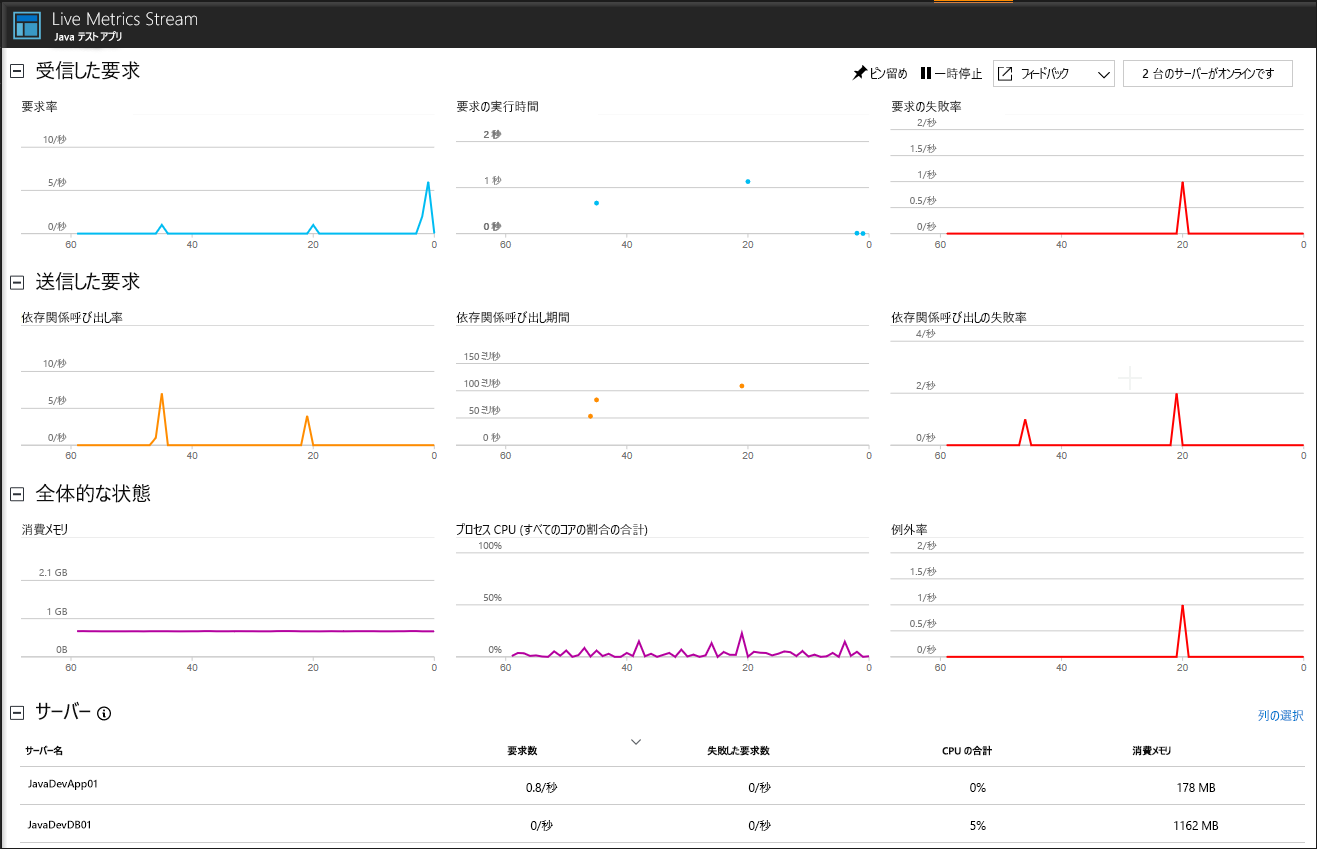 Live Metrics Stream
Java テスト アプリ
受信した要求
ピン留め 一時停止 フィードバック 2 台のサーバーがオンラインです
要求率 要求の実行時間 要求の失敗率
10/秒
5/秒
0/秒
60 40 20 0
2 秒
1 秒
0 秒
60 40 20 0
2/秒
1.5/秒
1/秒
0.5/秒
0/秒
60 40 20 0
送信した要求
依存関係呼び出し率 依存関係呼び出し期間 依存関係呼び出しの失敗率
10/秒
5/秒
0/秒
60 40 20 0
150 ミリ秒
100 ミリ秒
50 ミリ秒
0 秒
60 40 20 0
4/秒
2/秒
0/秒
60 40 20 0
全体的な状態
消費メモリ プロセス CPU (すべてのコアの割合の合計) 例外率
2.1 GB
1 GB
0B
60 40 20 0
100%
50%
0%
60 40 20 0
2/秒
1.5/秒
1/秒
0.5/秒
0/秒
60 40 20 0
サーバー
列の選択
サーバー名 要求数 失敗した要求数 CPU の合計 消費メモリ
JavaDevApp01 0.8/秒 0/秒 0% 178 MB
JavaDevDB01 0/秒 0/秒 5% 1162 MB